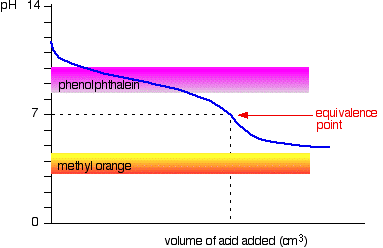 pH 14
phenolphthalein
7
equivalence
point
methyl orange
0
volume of acid added (cm³)